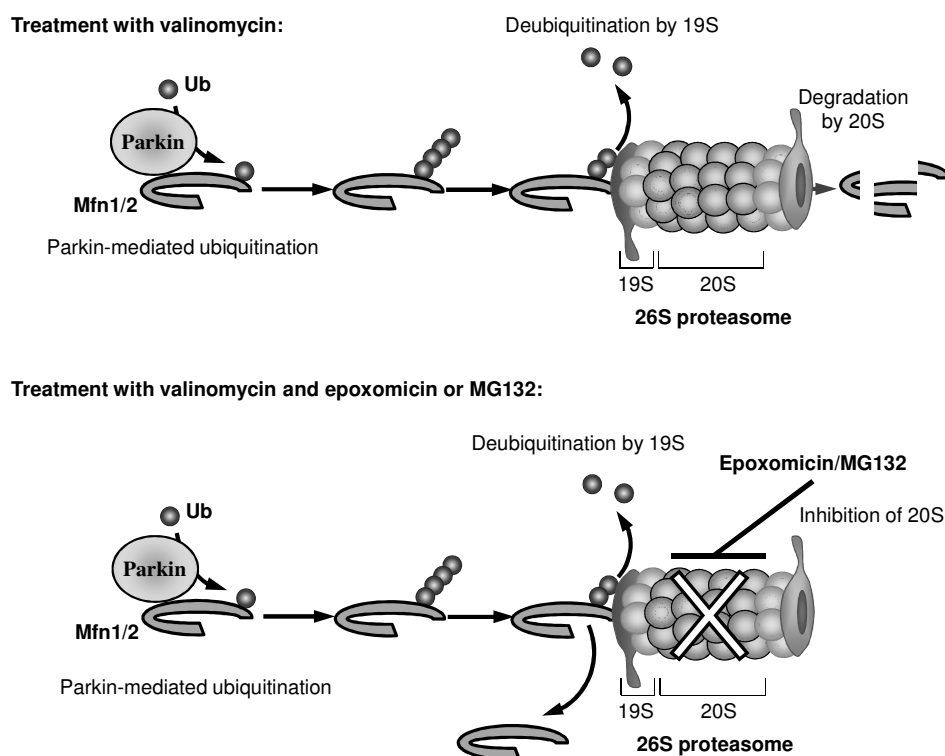 Treatment with valinomycin:
Deubiquitination by 19S
Ub
Degradation
by 20S
Parkin
Mfn1/2
Parkin-mediated ubiquitination
19S
20S
26S proteasome
Treatment with valinomycin and epoxomicin or MG132:
Deubiquitination by 19S
Epoxomicin/MG132
Ub
Inhibition of 20S
Parkin
Mfn1/2
Parkin-mediated ubiquitination
19S
20S
26S proteasome